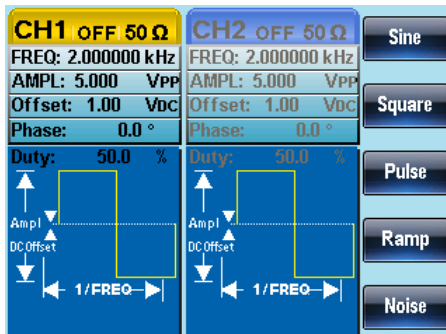 CH1 OFF 50 Ω
FREQ: 2.000000 kHz
AMPL: 5.000 VPP
Offset: 1.00 VDC
Phase: 0.0 °
Duty: 50.0 %
Ampl
DC Offset
1/FREQ
CH2 OFF 50 Ω
FREQ: 2.000000 kHz
AMPL: 5.000 VPP
Offset: 1.00 VDC
Phase: 0.0 °
Duty: 50.0 %
Ampl
DC Offset
1/FREQ
Sine
Square
Pulse
Ramp
Noise